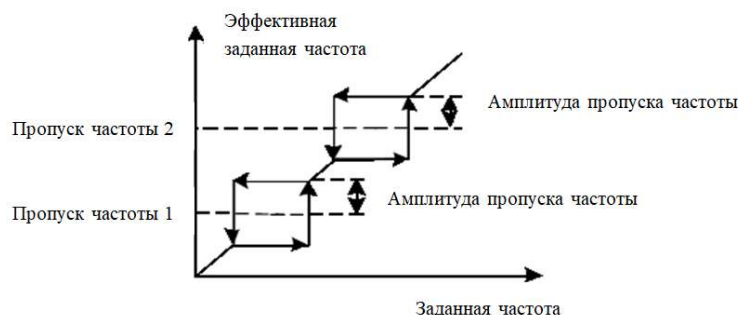 Эффективная
заданная частота
Амплитуда пропуска частоты
Пропуск частоты 2
Амплитуда пропуска частоты
Пропуск частоты 1
Заданная частота